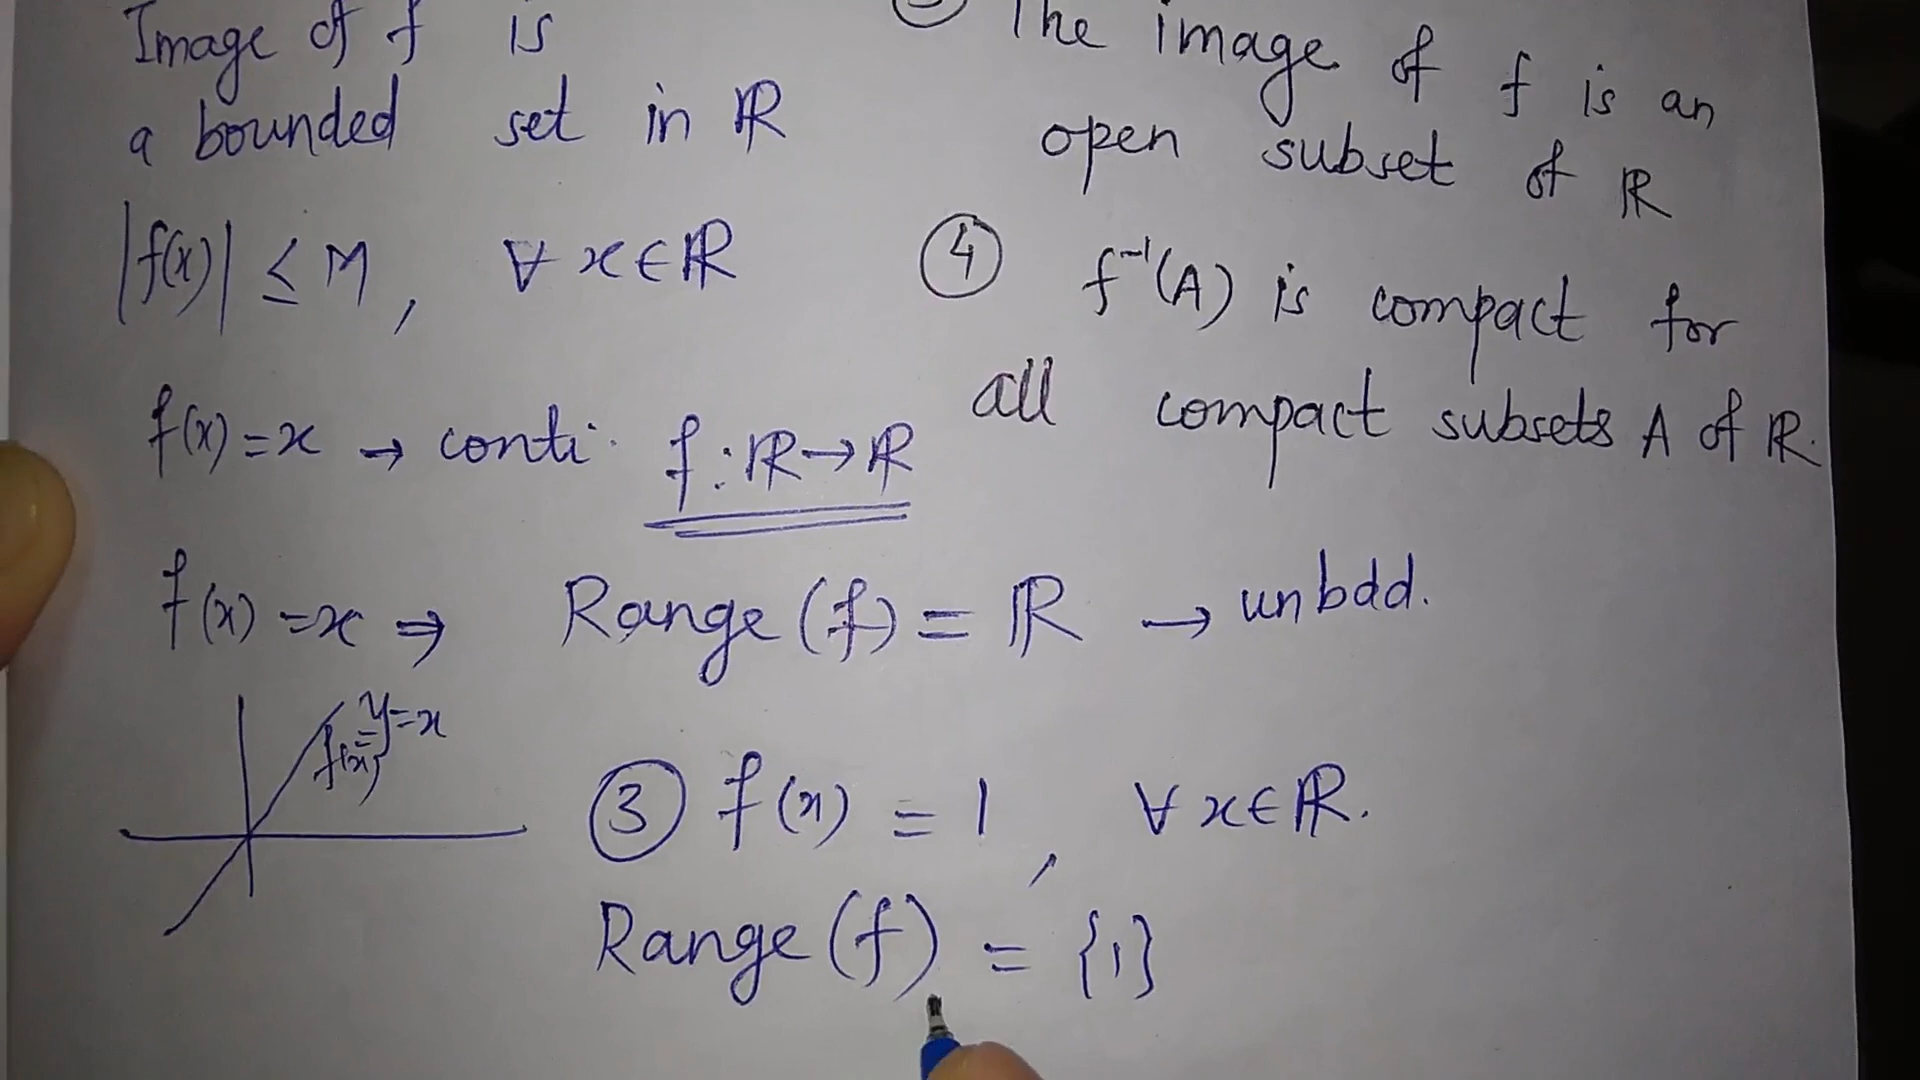 Image of f is
a bounded set in ℝ
|f(x)| ≤ M, ∀ x ∈ ℝ
f(x) = x → conti. f : ℝ → ℝ
The image of f is an
open subset of ℝ
④ f⁻¹(A) is compact for
all compact subsets A of ℝ.
f(x) = x ⇒ Range (f) = ℝ → unbdd.
y = x
f(x) =
③ f(x) = 1, ∀ x ∈ ℝ.
Range (f) = {1}